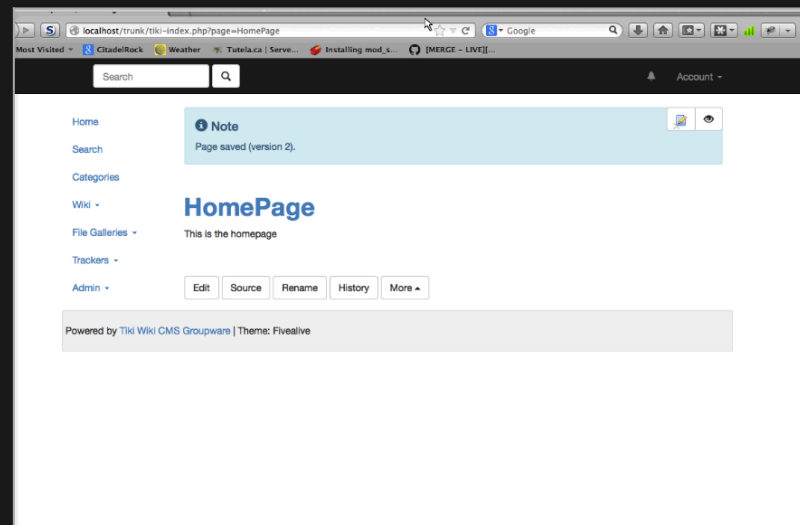 localhost/trunk/tiki-index.php?page=HomePage
Google
Most Visited
CitadelRock
Weather
Tutela.ca | Serve...
Installing mod_s...
[MERGE - LIVE][...
Search
Account
Home
Search
Categories
Wiki
File Galleries
Trackers
Admin
Note
Page saved (version 2).
HomePage
This is the homepage
Edit
Source
Rename
History
More
Powered by Tiki Wiki CMS Groupware | Theme: Fivealive